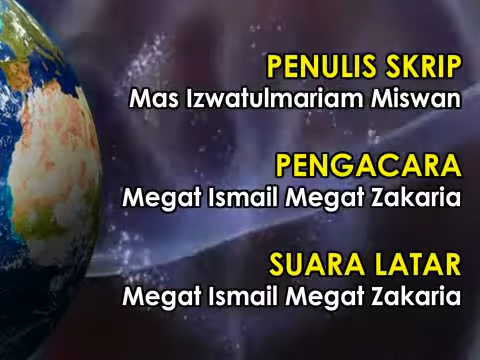 PENULIS SKRIP
Mas Izwatulmariam Miswan
PENGACARA
Megat Ismail Megat Zakaria
SUARA LATAR
Megat Ismail Megat Zakaria